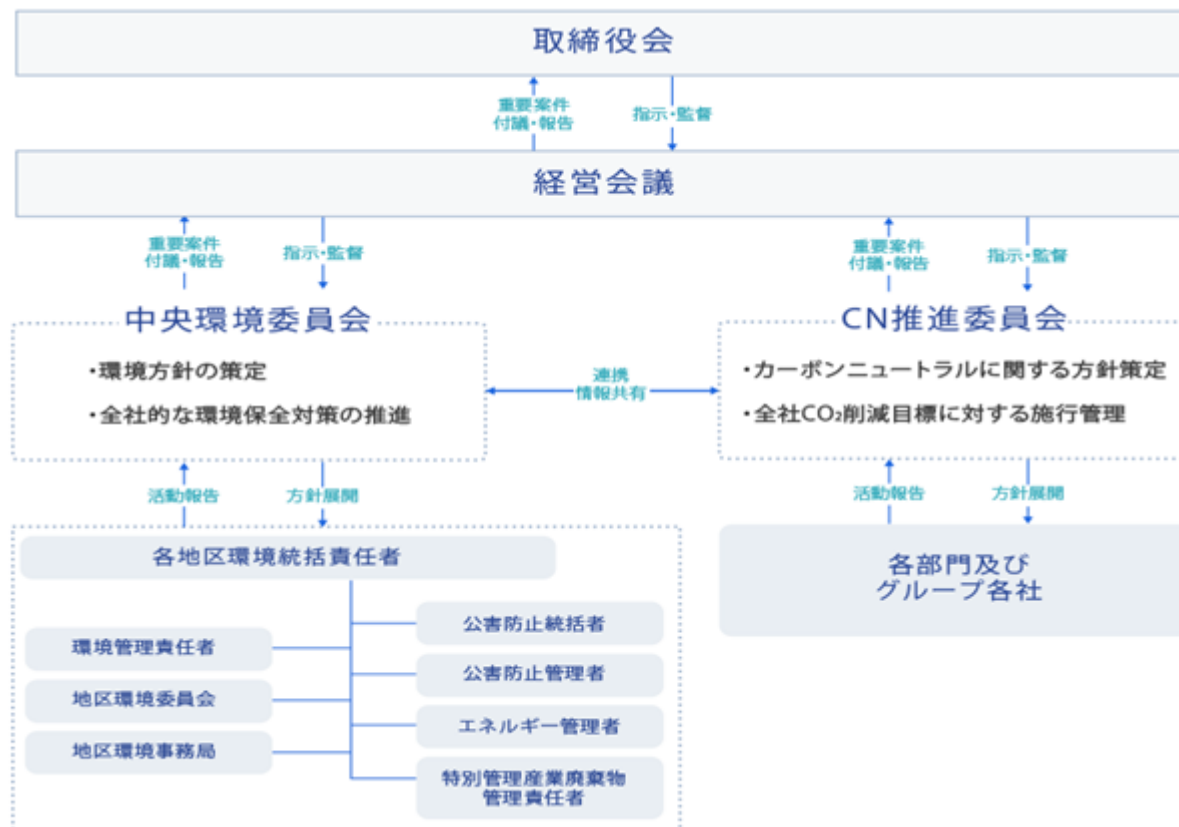 取締役会
重要案件
付議・報告
指示・監督
経営会議
重要案件
付議・報告
指示・監督
重要案件
付議・報告
指示・監督
中央環境委員会
・環境方針の策定
・全社的な環境保全対策の推進
連携
情報共有
CN推進委員会
・カーボンニュートラルに関する方針策定
・全社CO₂削減目標に対する施行管理
活動報告
方針展開
活動報告
方針展開
各地区環境統括責任者
環境管理責任者
地区環境委員会
地区環境事務局
公害防止統括者
公害防止管理者
エネルギー管理者
特別管理産業廃棄物
管理責任者
各部門及び
グループ各社